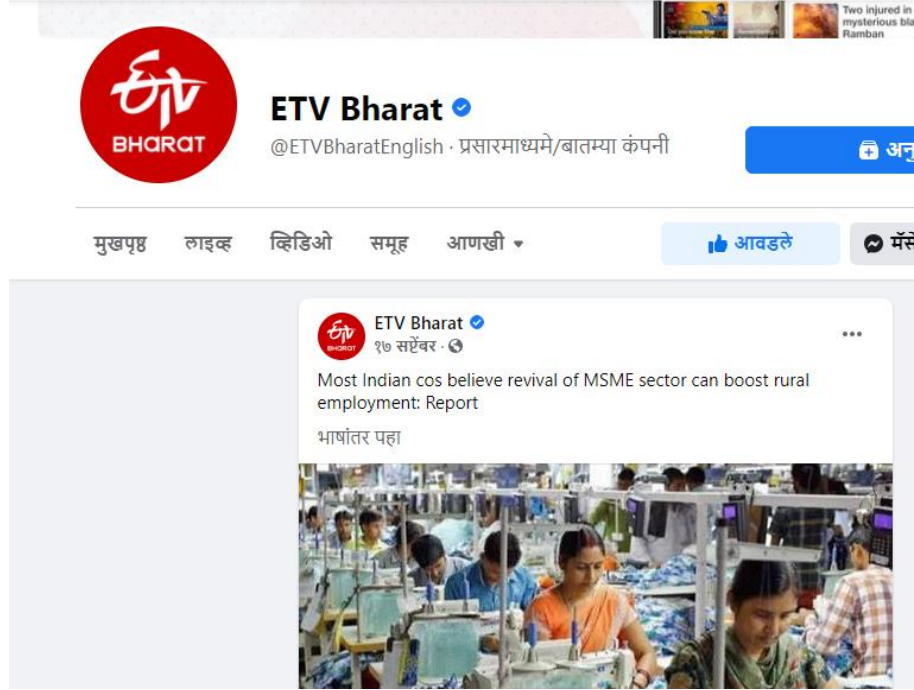 Two injured in
mysterious bla
Ramban
ETV
BHARAT
ETV Bharat
@ETVBharatEnglish · प्रसारमाध्यमे/बातम्या कंपनी
मुखपृष्ठ लाइव्ह व्हिडिओ समूह आणखी
आवडले
ETV Bharat
१७ सप्टेंबर ·
Most Indian cos believe revival of MSME sector can boost rural
employment: Report
भाषांतर पहा